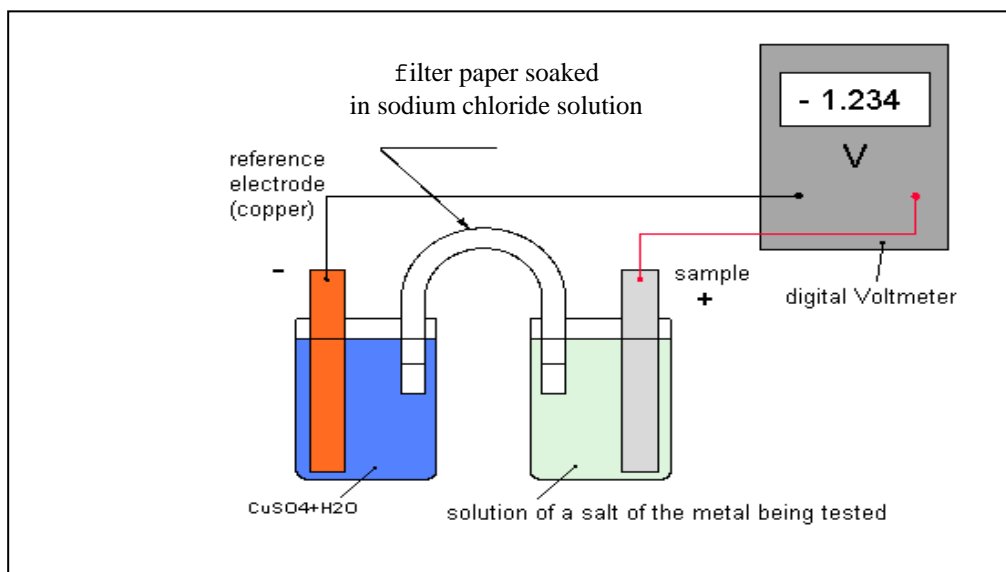 filter paper soaked
in sodium chloride solution
- 1.234
V
reference
electrode
(copper)
-
sample
+
digital Voltmeter
CuSO4+H2O
solution of a salt of the metal being tested